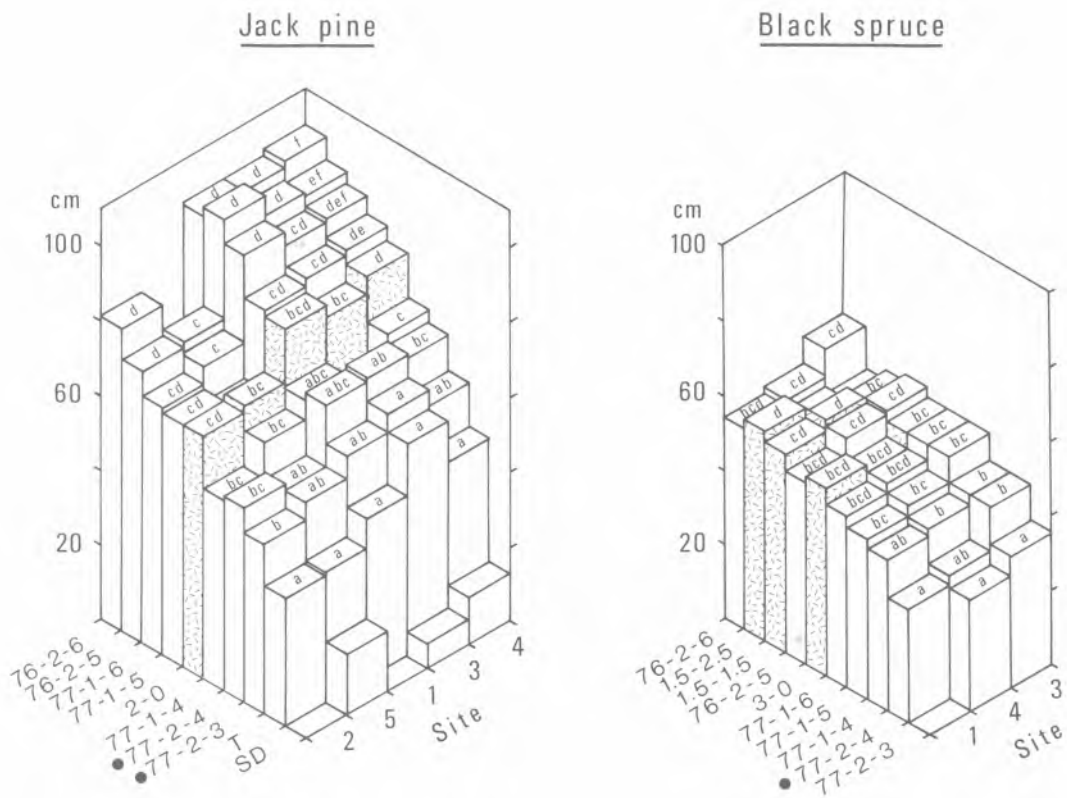 Jack pine
Black spruce
cm
100
60
20
f
d
d
ef
d
d
def
d
cd
de
cd
d
cd
bc
bcd
c
d
c
d
c
bc
ab
cd
bc
abc
abc
ab
cd
cd
bc
a
ab
a
bc
bc
ab
ab
a
b
a
a
76-2-6
76-2-5
77-1-6
77-1-5
2-0
77-1-4
● 77-2-4
● 77-2-3
T
SD
2
5
1
3
4
Site
cm
100
60
20
cd
cd
bc
cd
bcd
d
d
bc
cd
cd
bc
bc
bcd
bcd
bcd
bcd
bc
b
bc
b
b
ab
ab
a
a
a
76-2-6
1.5-2.5
1.5-1.5
76-2-5
3-0
77-1-6
77-1-5
77-1-4
77-2-4
● 77-2-3
1
4
3
Site